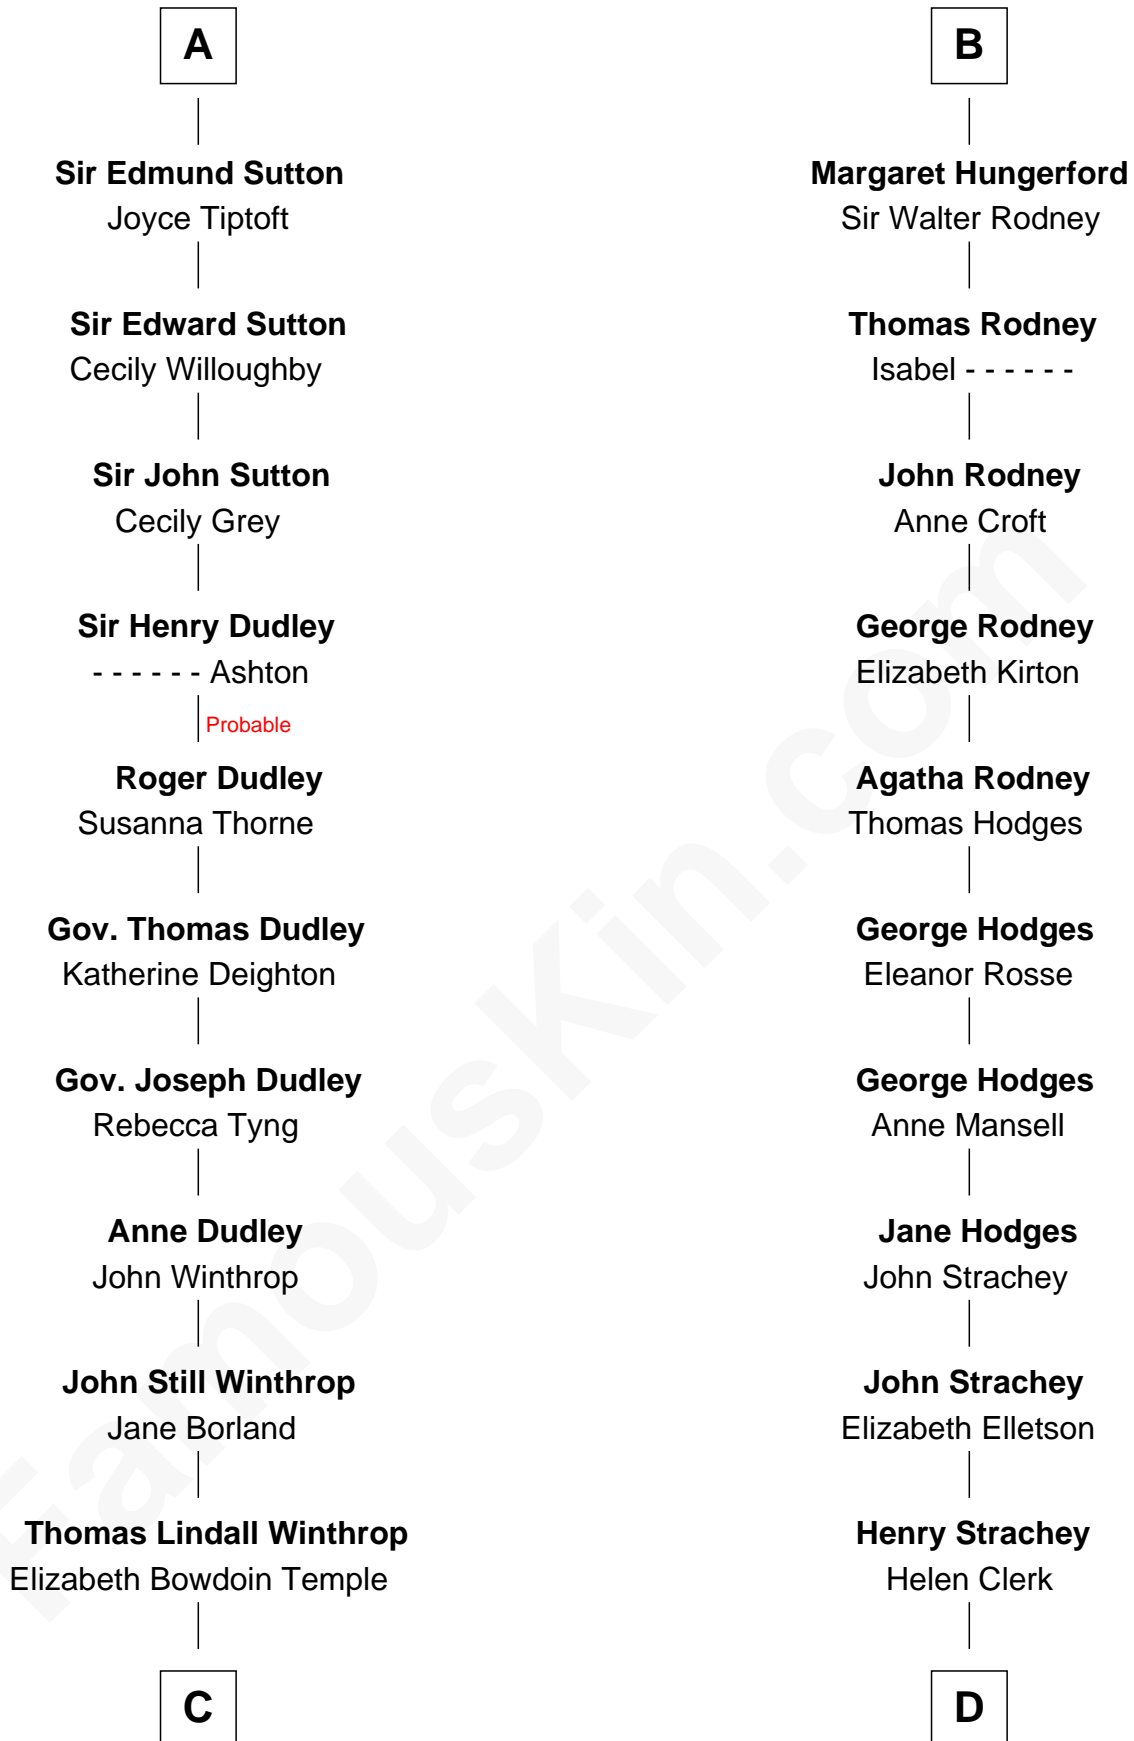 A
Sir Edmund Sutton
Joyce Tiptoft
Sir Edward Sutton
Cecily Willoughby
Sir John Sutton
Cecily Grey
Sir Henry Dudley
- - - - - - Ashton
Probable
Roger Dudley
Susanna Thorne
Gov. Thomas Dudley
Katherine Deighton
Gov. Joseph Dudley
Rebecca Tyng
Anne Dudley
John Winthrop
John Still Winthrop
Jane Borland
Thomas Lindall Winthrop
Elizabeth Bowdoin Temple
C
B
Margaret Hungerford
Sir Walter Rodney
Thomas Rodney
Isabel - - - - - -
John Rodney
Anne Croft
George Rodney
Elizabeth Kirton
Agatha Rodney
Thomas Hodges
George Hodges
Eleanor Rosse
George Hodges
Anne Mansell
Jane Hodges
John Strachey
John Strachey
Elizabeth Elletson
Henry Strachey
Helen Clerk
D
FamousKin.com